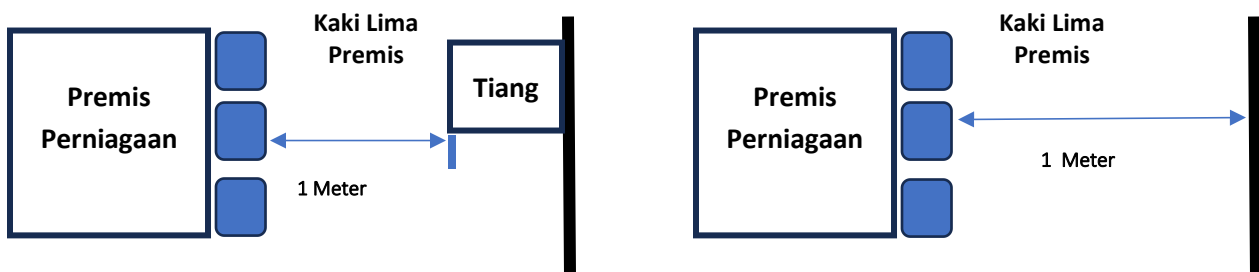 Kaki Lima
Premis
Premis
Perniagaan
Tiang
1 Meter
Kaki Lima
Premis
Premis
Perniagaan
1 Meter